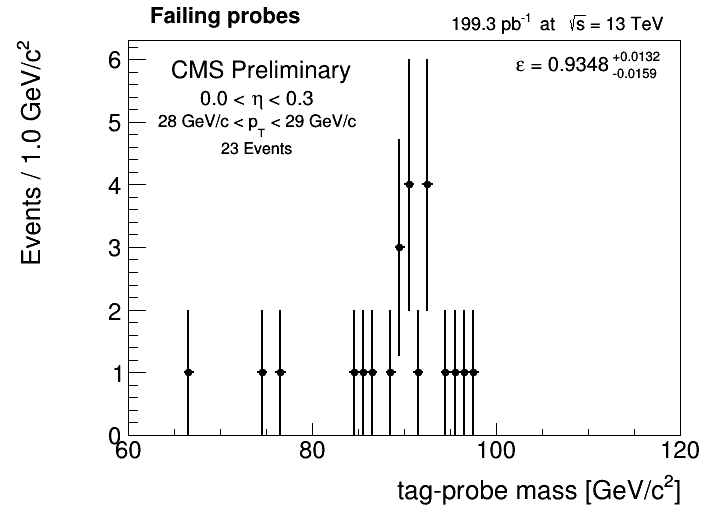 Failing probes
199.3 pb⁻¹ at √s = 13 TeV
CMS Preliminary
0.0 < η < 0.3
28 GeV/c < p_T < 29 GeV/c
23 Events
ε = 0.9348 +0.0132 -0.0159
Events / 1.0 GeV/c²
6
5
4
3
2
1
0
60 80 100 120
tag-probe mass [GeV/c²]